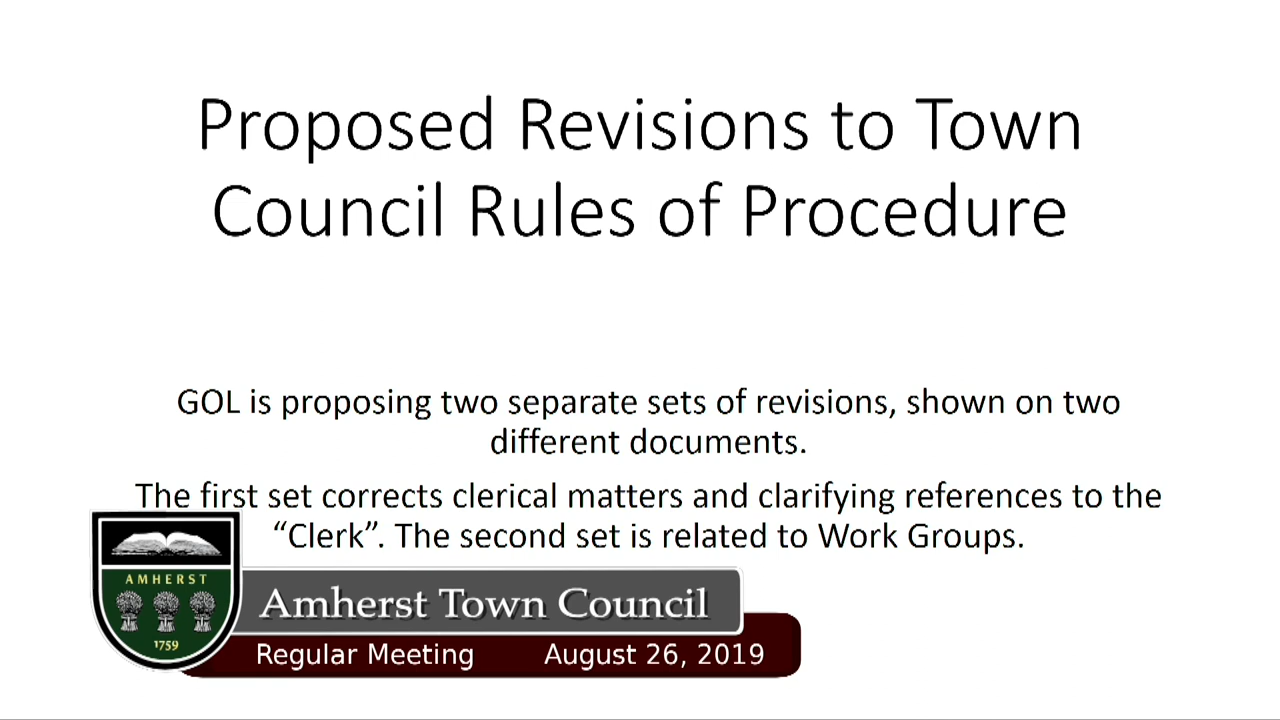 Proposed Revisions to Town
Council Rules of Procedure
GOL is proposing two separate sets of revisions, shown on two
different documents.
The first set corrects clerical matters and clarifying references to the
“Clerk”. The second set is related to Work Groups.
AMHERST
1759
Amherst Town Council
Regular Meeting August 26, 2019